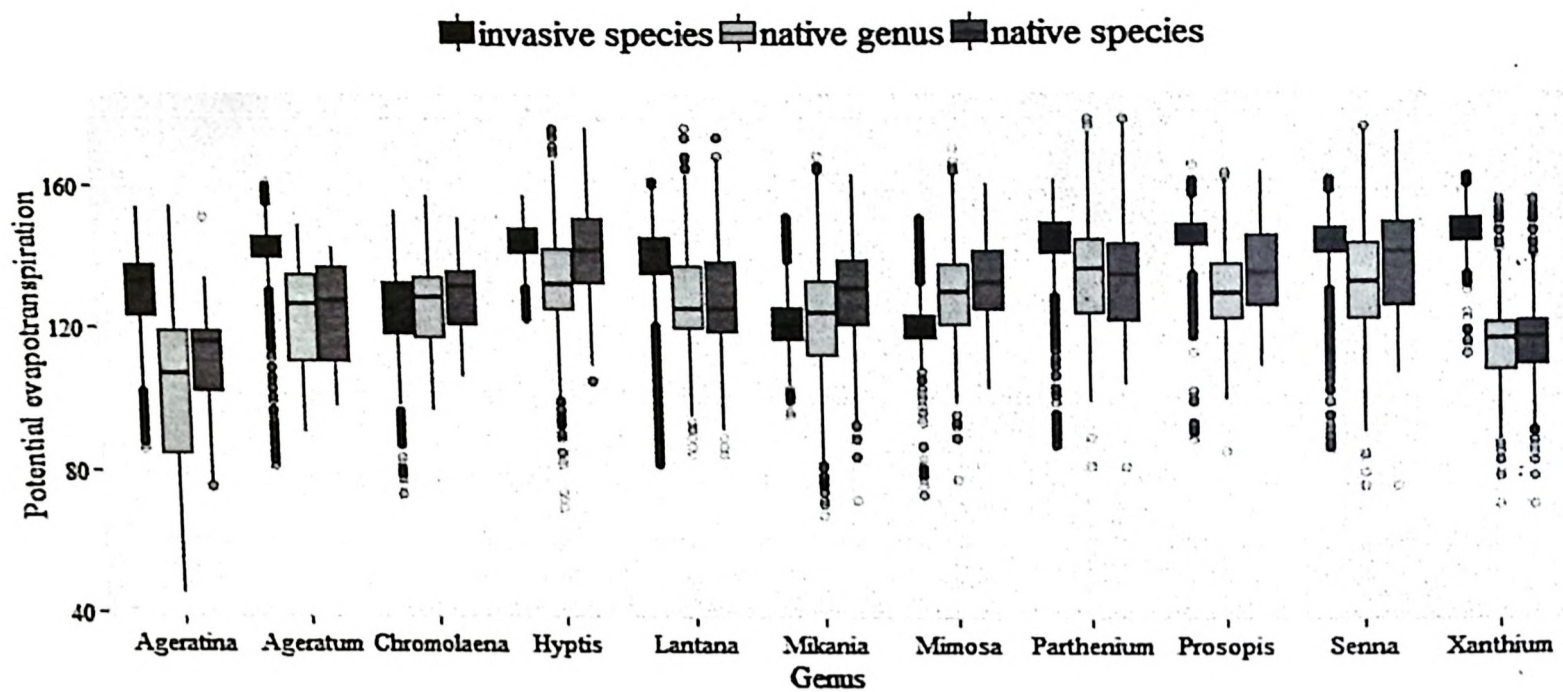 invasive species native genus native species
Potential ovapotranspiration
160
120
80
40
Ageratina Ageratum Chromolaena Hyptis Lantana Mikania Mimosa Parthenium Prosopis Senna Xanthium
Genus